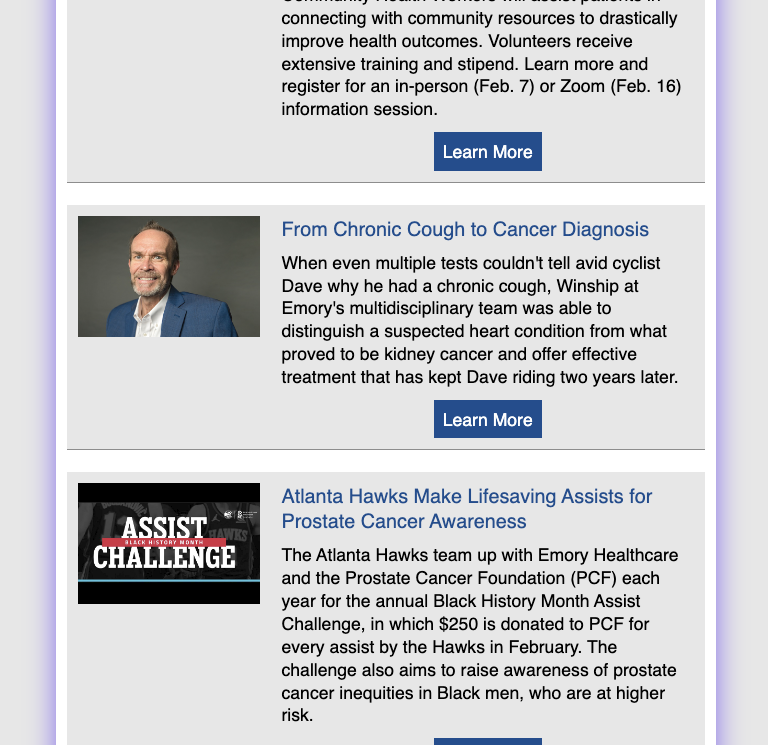 connecting with community resources to drastically
improve health outcomes. Volunteers receive
extensive training and stipend. Learn more and
register for an in-person (Feb. 7) or Zoom (Feb. 16)
information session.
Learn More
From Chronic Cough to Cancer Diagnosis
When even multiple tests couldn't tell avid cyclist
Dave why he had a chronic cough, Winship at
Emory's multidisciplinary team was able to
distinguish a suspected heart condition from what
proved to be kidney cancer and offer effective
treatment that has kept Dave riding two years later.
Learn More
ASSIST
BLACK HISTORY MONTH
CHALLENGE
HAWKS
Atlanta Hawks Make Lifesaving Assists for
Prostate Cancer Awareness
The Atlanta Hawks team up with Emory Healthcare
and the Prostate Cancer Foundation (PCF) each
year for the annual Black History Month Assist
Challenge, in which $250 is donated to PCF for
every assist by the Hawks in February. The
challenge also aims to raise awareness of prostate
cancer inequities in Black men, who are at higher
risk.